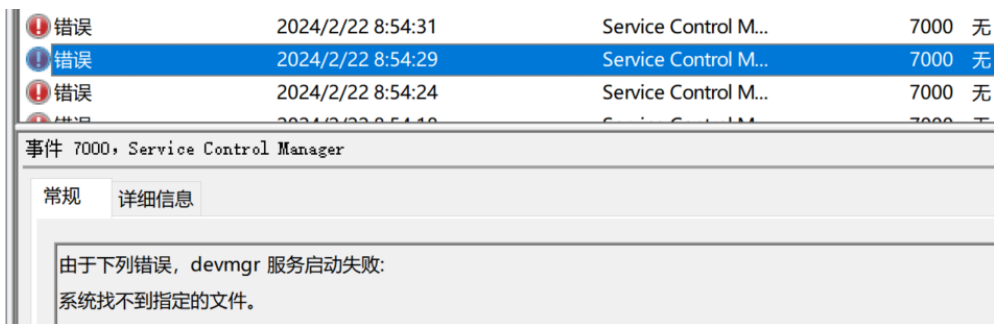 错误 2024/2/22 8:54:31 Service Control M... 7000 无
错误 2024/2/22 8:54:29 Service Control M... 7000 无
错误 2024/2/22 8:54:24 Service Control M... 7000 无
事件 7000，Service Control Manager
常规 详细信息
由于下列错误，devmgr 服务启动失败:
系统找不到指定的文件。